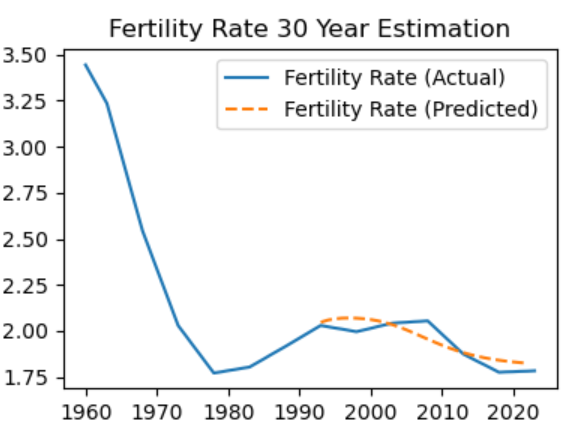 Fertility Rate 30 Year Estimation
3.50
Fertility Rate (Actual)
3.25
Fertility Rate (Predicted)
3.00
2.75
2.50
2.25
2.00
1.75
1960 1970 1980 1990 2000 2010 2020